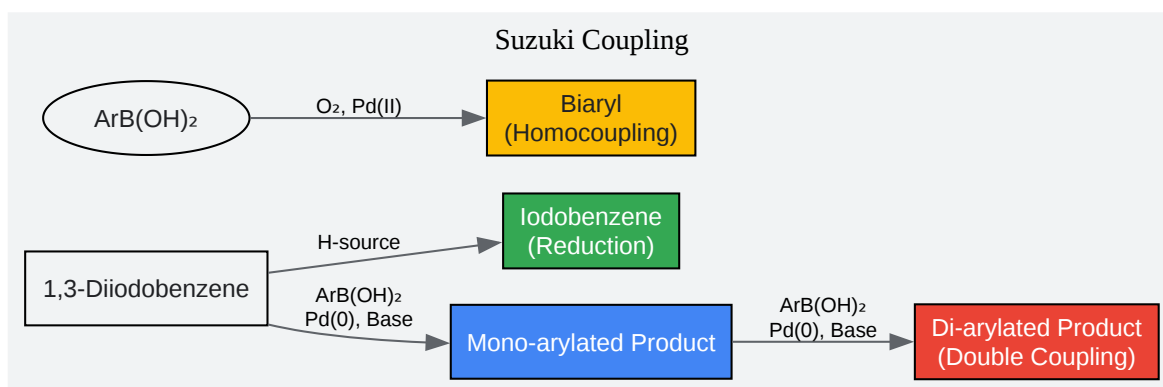 Suzuki Coupling
ArB(OH)₂
O₂, Pd(II)
Biaryl
(Homocoupling)
1,3-Diiodobenzene
H-source
Iodobenzene
(Reduction)
ArB(OH)₂
Pd(0), Base
Mono-arylated Product
ArB(OH)₂
Pd(0), Base
Di-arylated Product
(Double Coupling)